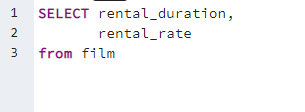 1 SELECT rental_duration,
2 rental_rate
3 from film